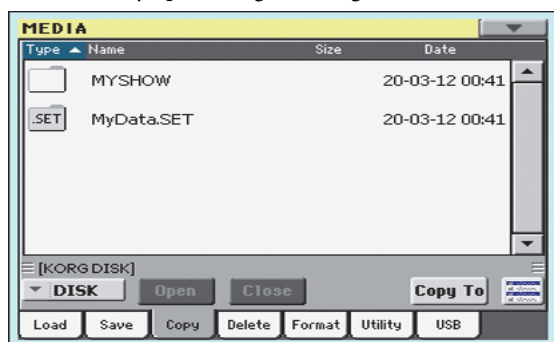 MEDIA
Type Name Size Date
MYSHOW 20-03-12 00:41
.SET MyData.SET 20-03-12 00:41
[KORG DISK]
DISK Open Close Copy To
Load Save Copy Delete Format Utility USB